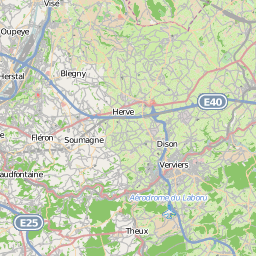 Visé
Oupeye
Blegny
Herstal
E40
Herve
Fléron
Soumagne
Dison
Verviers
audfontaine
Aérodrome du Laboru
E25
Theux